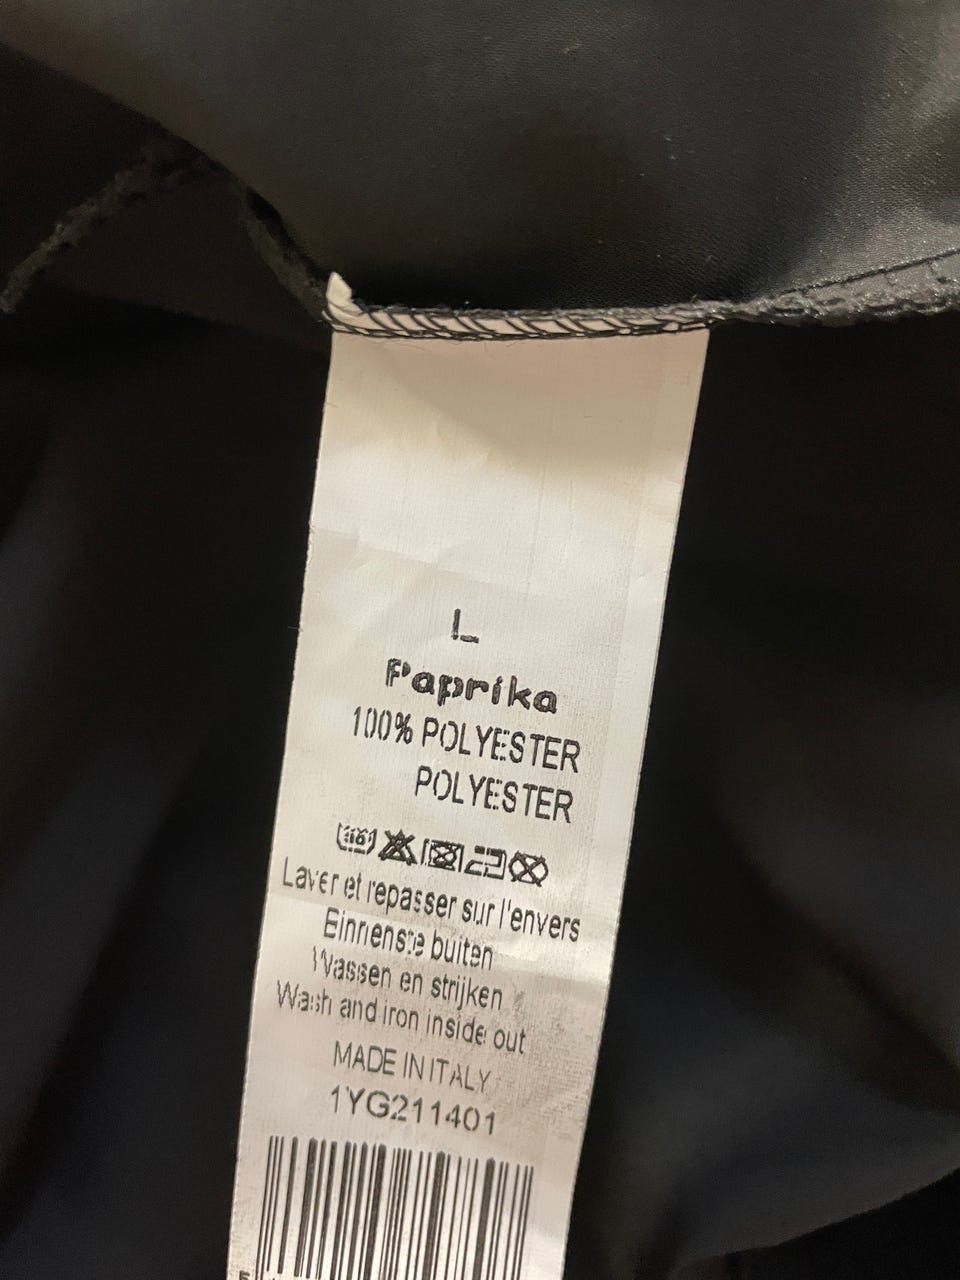 L
Paprika
100% POLYESTER
POLYESTER
Laver et repasser sur l'envers
Einnenste buiten
Wassen en strijken
Wash and iron inside out
MADE IN ITALY
1YG211401